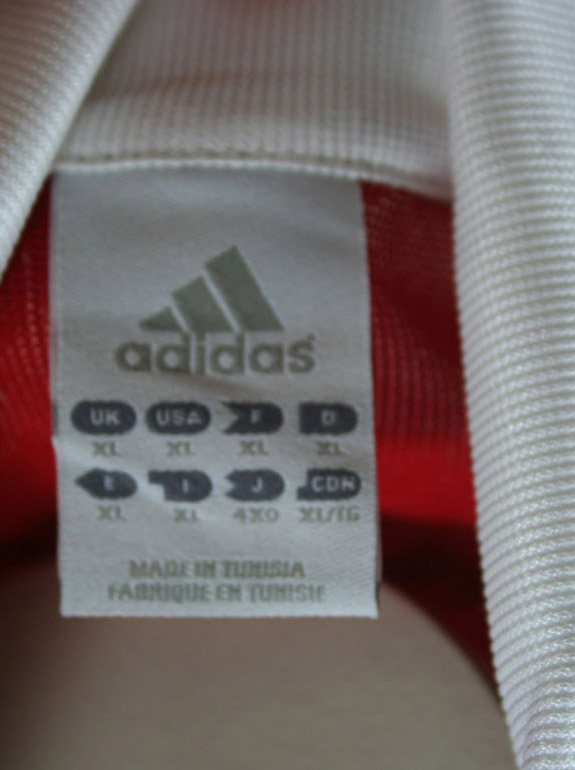 adidas
UK USA F D
XL XL XL XL
E I J CDN
XL XL 4XO XL/TG
MADE IN TUNISIA
FABRIQUE EN TUNISIE